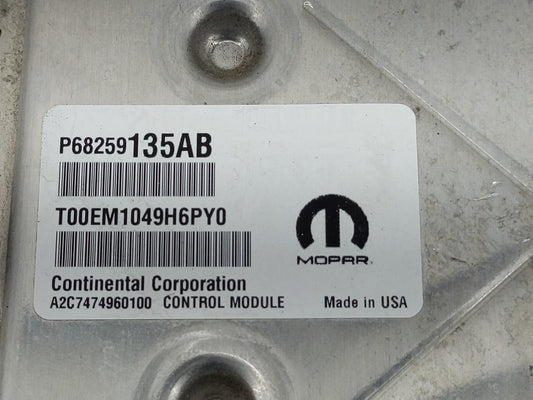 P68259135AB
T00EM1049H6PY0
MOPAR
Continental Corporation
A2C7474960100 CONTROL MODULE Made in USA